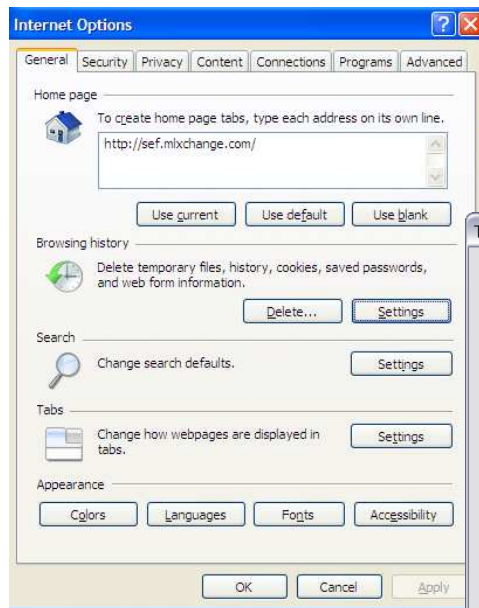 Internet Options
General Security Privacy Content Connections Programs Advanced
Home page
To create home page tabs, type each address on its own line.
http://sef.mlxchange.com/
Use current Use default Use blank
Browsing history
Delete temporary files, history, cookies, saved passwords,
and web form information.
Delete... Settings
Search
Change search defaults. Settings
Tabs
Change how webpages are displayed in
tabs.
Settings
Appearance
Colors Languages Fonts Accessibility
OK Cancel Apply